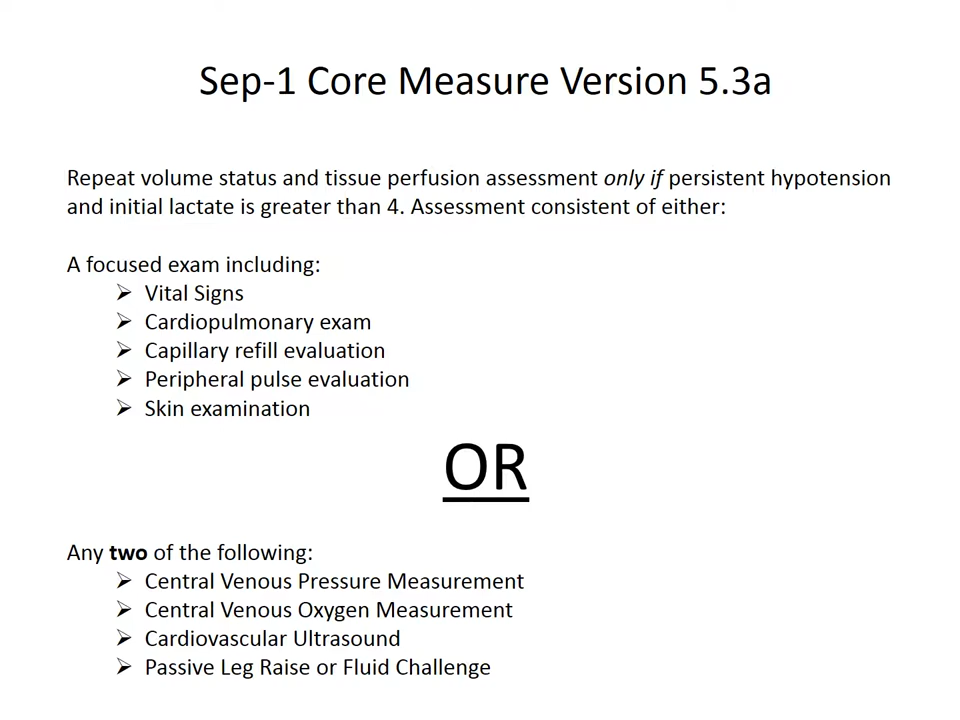 Sep-1 Core Measure Version 5.3a
Repeat volume status and tissue perfusion assessment only if persistent hypotension
and initial lactate is greater than 4. Assessment consistent of either:
A focused exam including:
➢ Vital Signs
➢ Cardiopulmonary exam
➢ Capillary refill evaluation
➢ Peripheral pulse evaluation
➢ Skin examination
OR
Any two of the following:
➢ Central Venous Pressure Measurement
➢ Central Venous Oxygen Measurement
➢ Cardiovascular Ultrasound
➢ Passive Leg Raise or Fluid Challenge